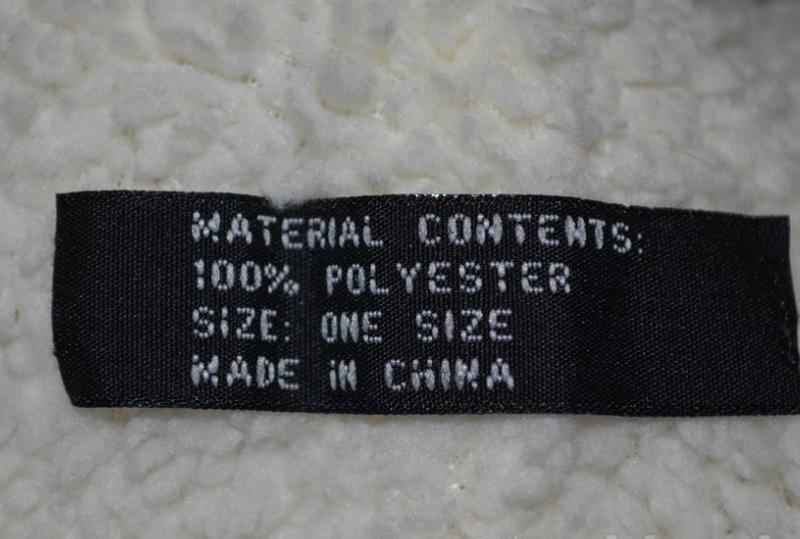 MATERIAL CONTENTS:
100% POLYESTER
SIZE: ONE SIZE
MADE IN CHINA